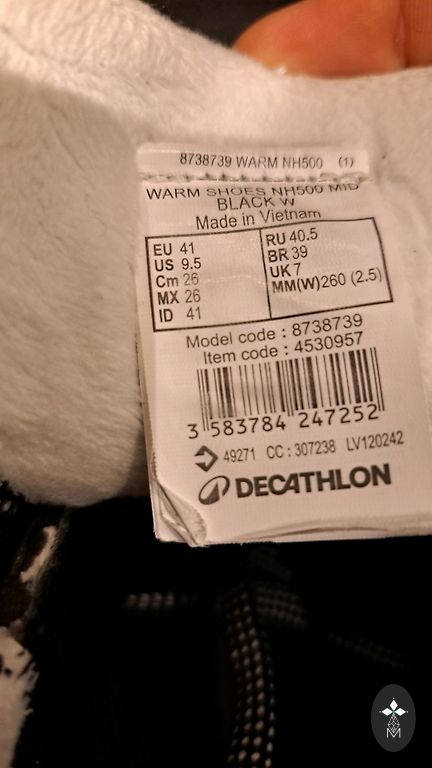 8738739 WARM NH500 (1)
WARM SHOES NH500 MID
BLACK W
Made in Vietnam
EU 41
US 9.5
Cm 26
MX 26
ID 41
RU 40.5
BR 39
UK 7
MM(W) 260 (2.5)
Model code : 8738739
Item code : 4530957
3 583784 247252
49271 CC : 307238 LV120242
DECATHLON
M